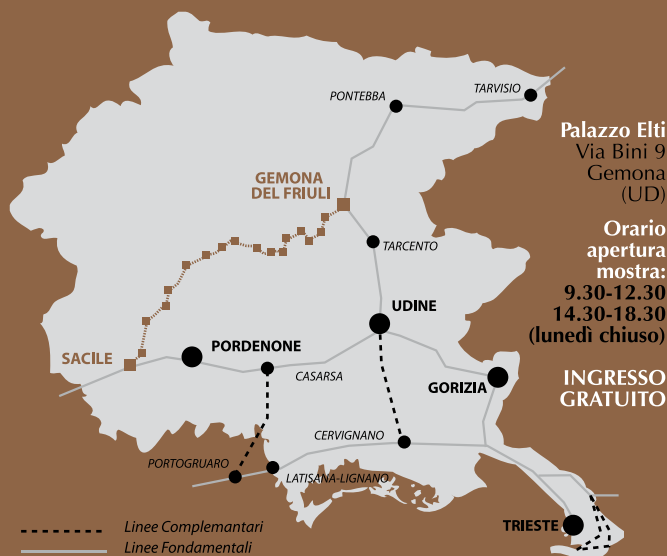 TARVISIO
PONTEBBA
Palazzo Elti
Via Bini 9
Gemona
(UD)
GEMONA
DEL FRIULI
Orario
apertura
mostra:
9.30-12.30
14.30-18.30
(lunedì chiuso)
TARCENTO
UDINE
SACILE
PORDENONE
CASARSA
GORIZIA
INGRESSO
GRATUITO
CERVIGNANO
PORTOGRUARO
LATISANA-LIGNANO
TRIESTE
Linee Complemantari
Linee Fondamentali